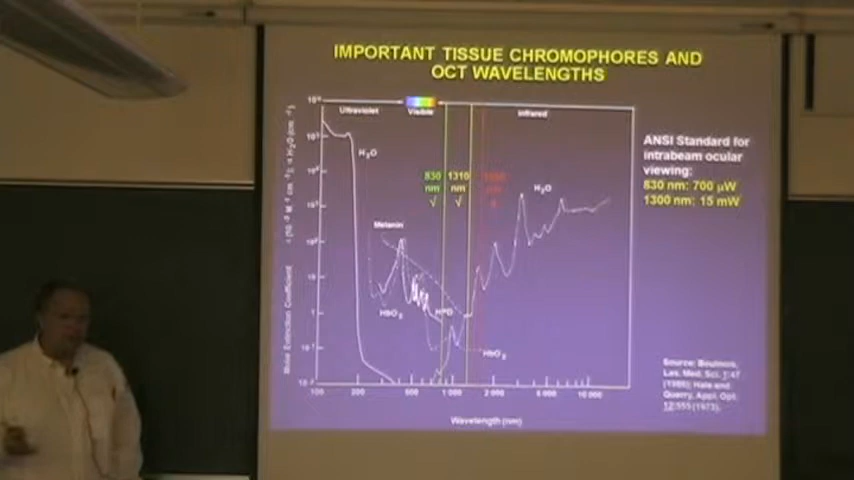 IMPORTANT TISSUE CHROMOPHORES AND
OCT WAVELENGTHS
Ultraviolet
Visible
Infrared
H₂O
830 nm √
1310 nm √
H₂O
Melanin
HbO₂
HPD
HbO₂
Molar Extinction Coefficient
100
200
500
1 000
2 000
5 000
10 000
Wavelength (nm)
ANSI Standard for
intrabeam ocular
viewing:
830 nm: 700 µW
1300 nm: 15 mW
Source: Boulnois,
Las. Med. Sci. 1:47
(1986); Hale and
Querry, Appl. Opt.
12:555 (1973).